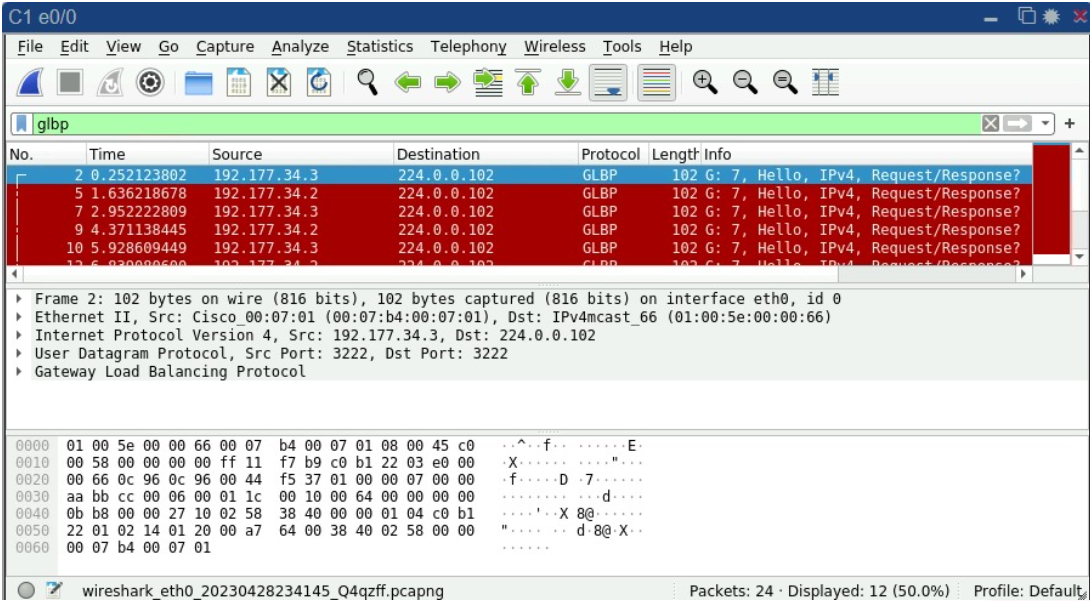 C1 e0/0
File Edit View Go Capture Analyze Statistics Telephony Wireless Tools Help
glbp
No. Time Source Destination Protocol Length Info
2 0.252123802 192.177.34.3 224.0.0.102 GLBP 102 G: 7, Hello, IPv4, Request/Response?
5 1.636218678 192.177.34.2 224.0.0.102 GLBP 102 G: 7, Hello, IPv4, Request/Response?
7 2.952222809 192.177.34.3 224.0.0.102 GLBP 102 G: 7, Hello, IPv4, Request/Response?
9 4.371138445 192.177.34.2 224.0.0.102 GLBP 102 G: 7, Hello, IPv4, Request/Response?
10 5.928609449 192.177.34.3 224.0.0.102 GLBP 102 G: 7, Hello, IPv4, Request/Response?
192.177.34.2 224.0.0.102 GLBP 102 G: 7, Hello, IPv4, Request/Response?
Frame 2: 102 bytes on wire (816 bits), 102 bytes captured (816 bits) on interface eth0, id 0
Ethernet II, Src: Cisco_00:07:01 (00:07:b4:00:07:01), Dst: IPv4mcast_66 (01:00:5e:00:00:66)
Internet Protocol Version 4, Src: 192.177.34.3, Dst: 224.0.0.102
User Datagram Protocol, Src Port: 3222, Dst Port: 3222
Gateway Load Balancing Protocol
0000 01 00 5e 00 00 66 00 07 b4 00 07 01 08 00 45 c0 ··^··f·· ······E·
0010 00 58 00 00 00 00 ff 11 f7 b9 c0 b1 22 03 e0 00 ·X······ ····"···
0020 00 66 0c 96 0c 96 00 44 f5 37 01 00 00 07 00 00 ·f·····D ·7······
0030 aa bb cc 00 06 00 01 1c 00 10 00 64 00 00 00 00 ········ ···d····
0040 0b b8 00 00 27 10 02 58 38 40 00 00 01 04 c0 b1 ····'··X 8@······
0050 22 01 02 14 01 20 00 a7 64 00 38 40 02 58 00 00 "···· ·· d·8@·X··
0060 00 07 b4 00 07 01 ······
wireshark_eth0_20230428234145_Q4qzff.pcapng Packets: 24 · Displayed: 12 (50.0%) Profile: Default